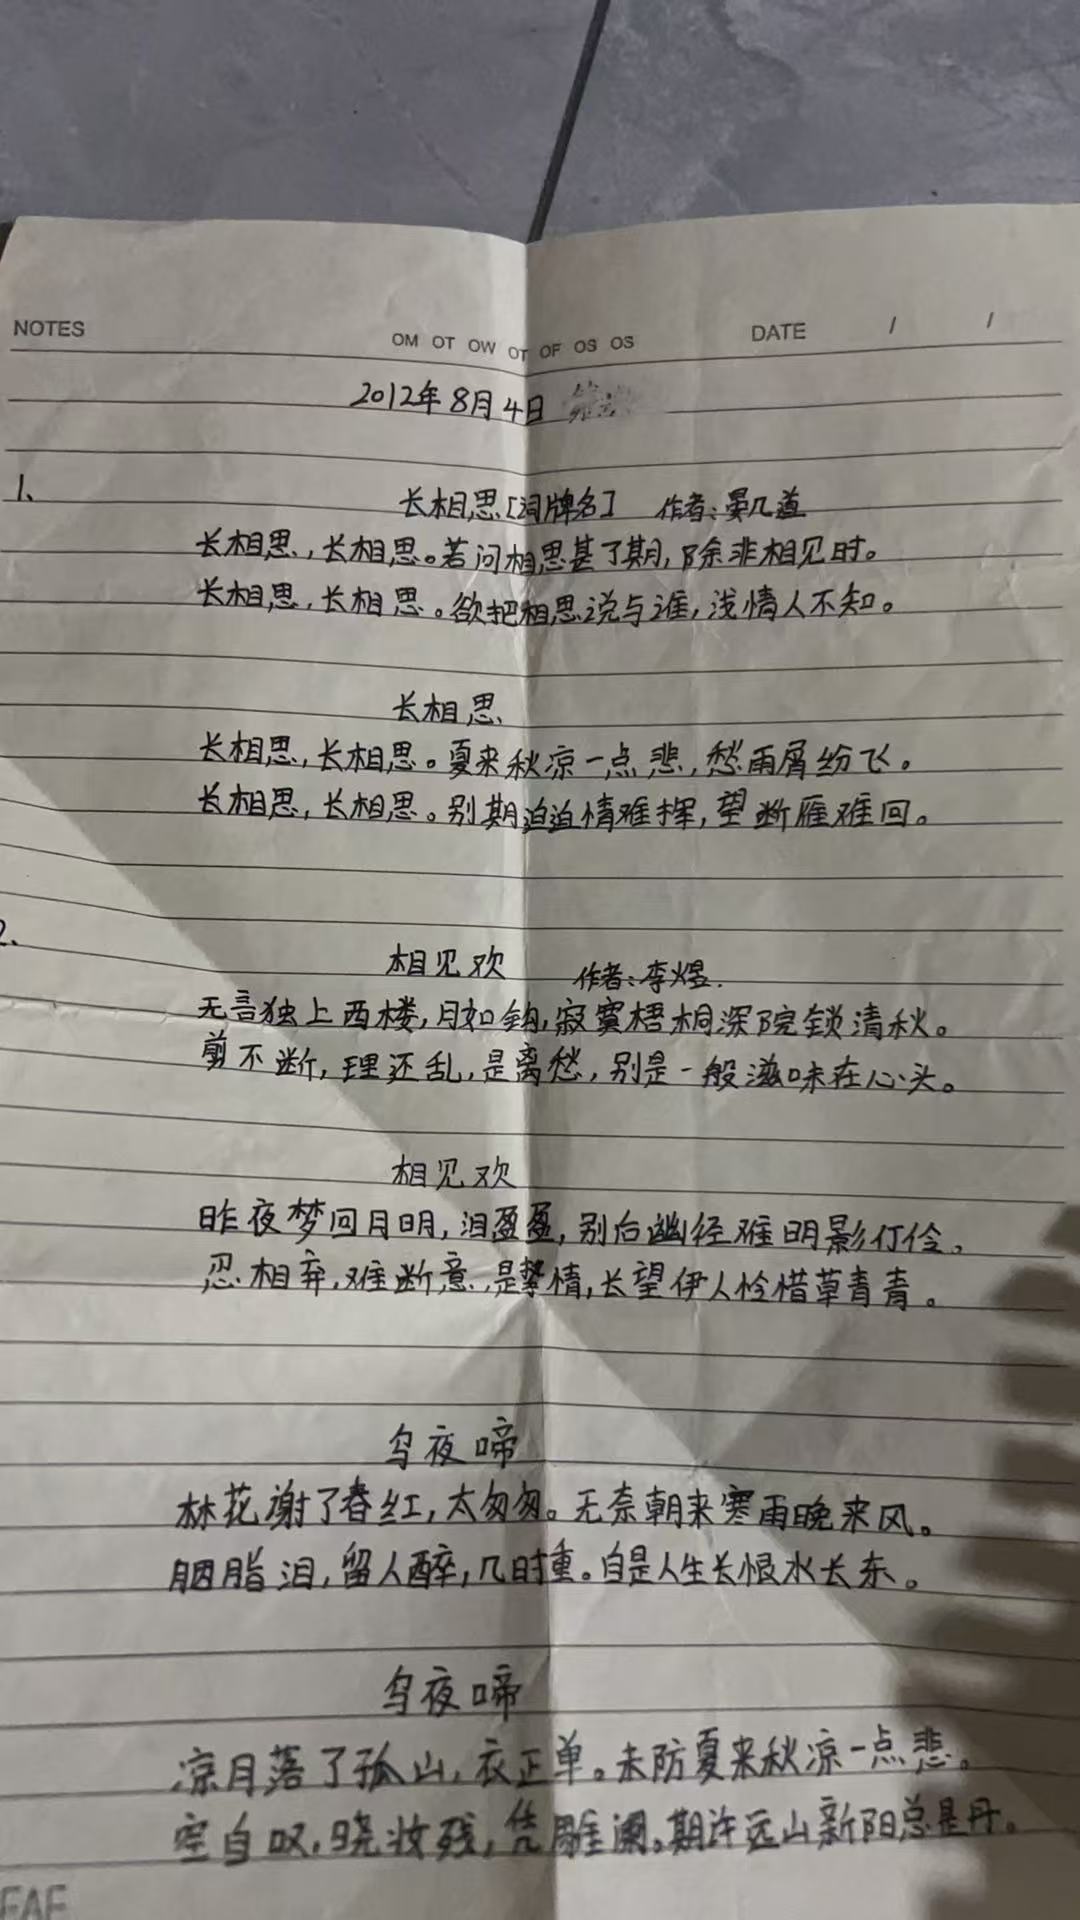 NOTES
OM OT OW OT OF OS OS
DATE / /
2012年8月4日
1、
长相思[词牌名] 作者:晏几道
长相思,长相思。若问相思甚了期,除非相见时。
长相思,长相思。欲把相思说与谁,浅情人不知。
长相思
长相思,长相思。夏来秋凉一点悲,愁雨屑纷飞。
长相思,长相思。别期迫迫情难挥,望断雁难回。
2、
相见欢 作者:李煜.
无言独上西楼,月如钩,寂寞梧桐深院锁清秋。
剪不断,理还乱,是离愁,别是一般滋味在心头。
相见欢
昨夜梦回月明,泪盈盈,别后幽径难明影仃伶。
忍相弃,难断意,是挚情,长望伊人怜惜草青青。
乌夜啼
林花谢了春红,太匆匆。无奈朝来寒雨晚来风。
胭脂泪,留人醉,几时重。自是人生长恨水长东。
乌夜啼
凉月落了孤山,衣正单。未防夏来秋凉一点悲。
空自叹,晓妆残,凭雕阑。期许远山新阳总是丹。